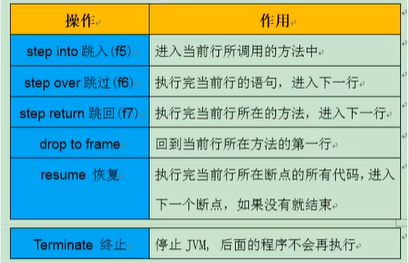 操作 作用
step into 跳入(f5) 进入当前行所调用的方法中
step over 跳过(f6) 执行完当前行的语句，进入下一行
step return 跳回(f7) 执行完当前行所在的方法，进入下一行
drop to frame 回到当前行所在方法的第一行
resume 恢复 执行完当前行所在断点的所有代码，进入
下一个断点，如果没有就结束
Terminate 终止 停止 JVM, 后面的程序不会再执行